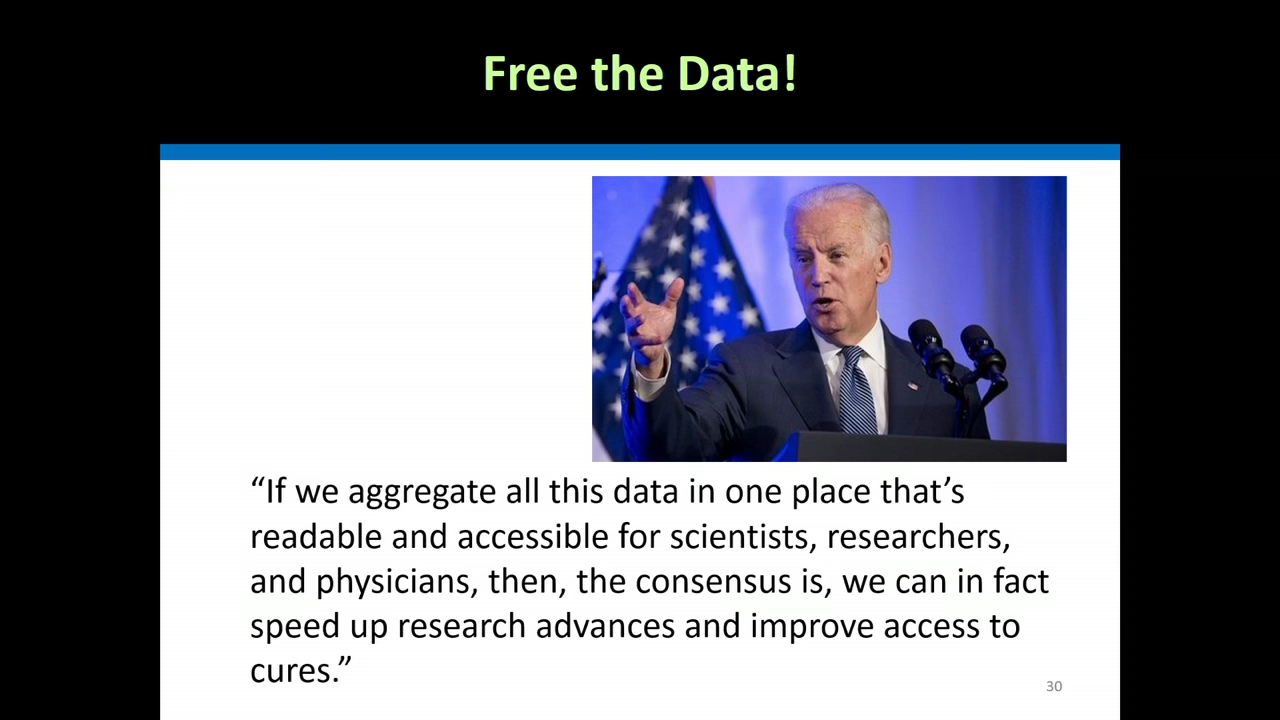 Free the Data!
“If we aggregate all this data in one place that’s
readable and accessible for scientists, researchers,
and physicians, then, the consensus is, we can in fact
speed up research advances and improve access to
cures.”
30